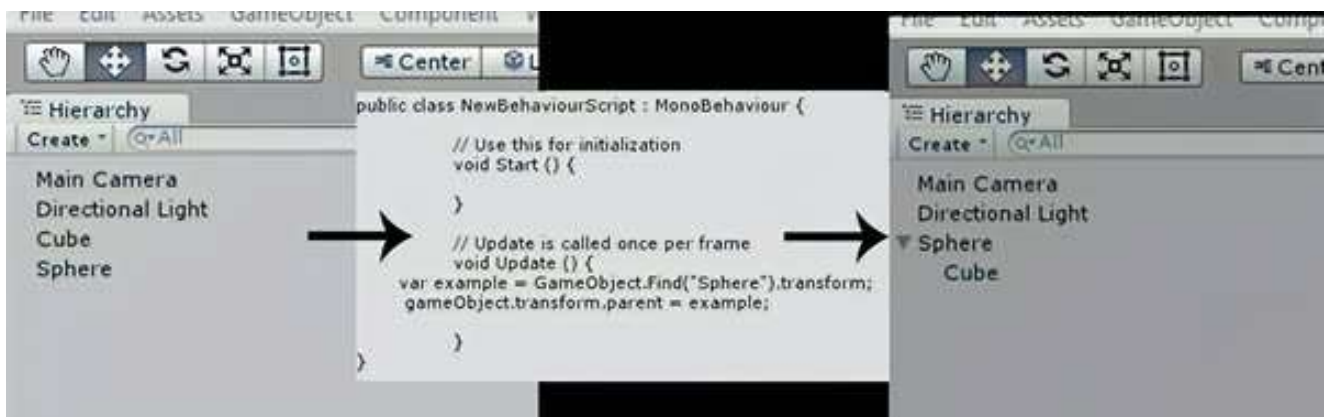 File Edit Assets GameObject Component
Center
Hierarchy
Create All
Main Camera
Directional Light
Cube
Sphere
public class NewBehaviourScript : MonoBehaviour {
// Use this for initialization
void Start () {
}
// Update is called once per frame
void Update () {
var example = GameObject.Find("Sphere").transform;
gameObject.transform.parent = example;
}
}
File Edit Assets GameObject
Hierarchy
Create All
Main Camera
Directional Light
Sphere
Cube